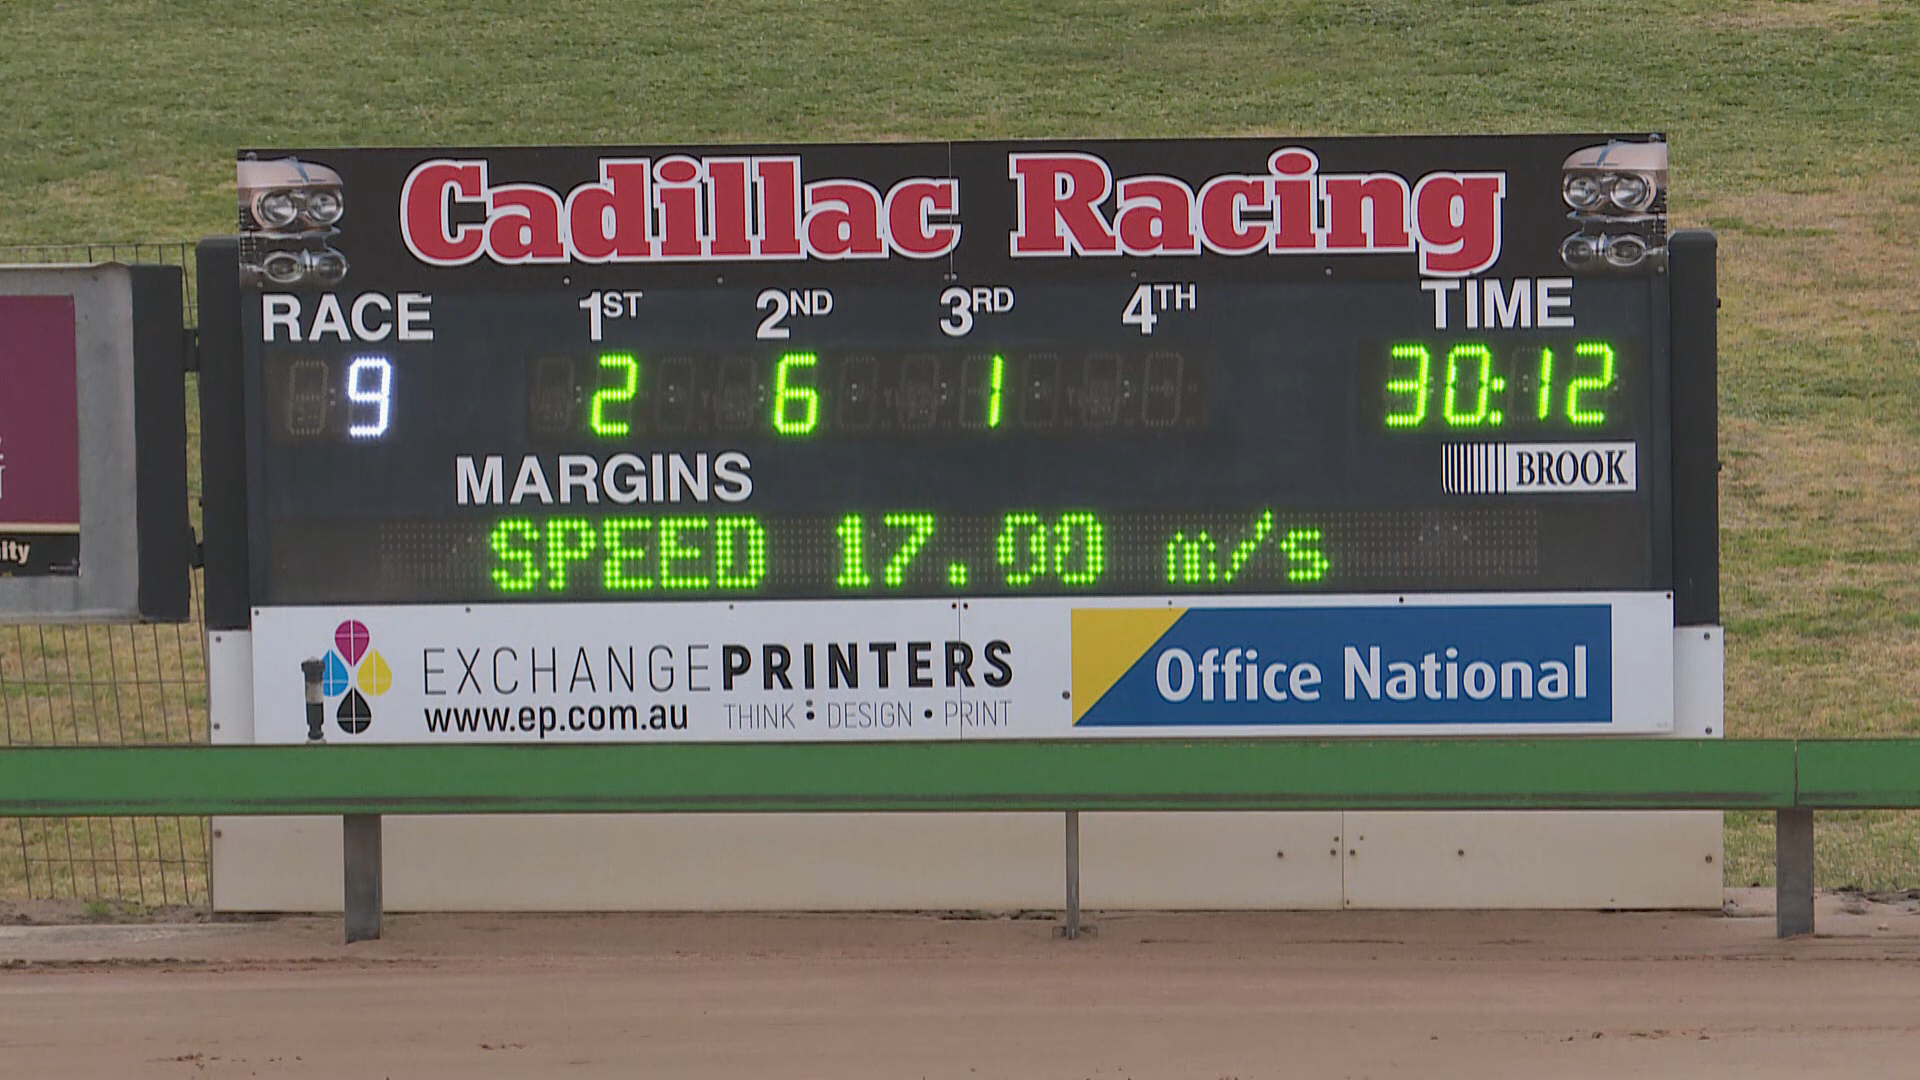 Cadillac Racing
RACE 1ST 2ND 3RD 4TH TIME
9 2 6 1 30:12
BROOK
MARGINS
SPEED 17.00 m/s
ity
EXCHANGEPRINTERS
www.ep.com.au THINK • DESIGN • PRINT
Office National